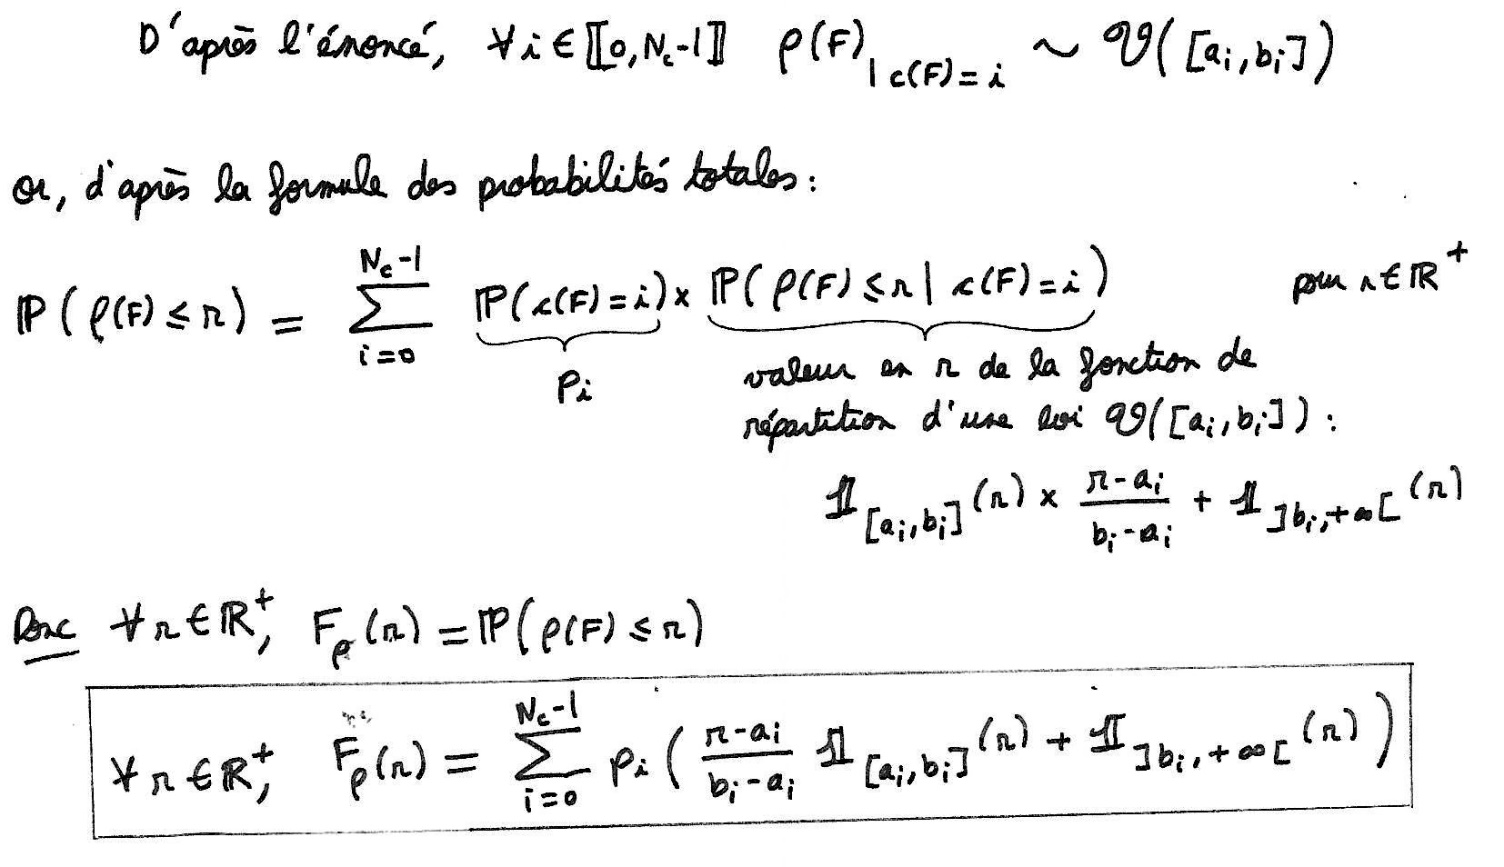 D'après l'énoncé, ∀i ∈ ⟦0, N_c-1⟧ ρ(F)_{|c(F)=i} ~ 𝒰([a_i, b_i])
or, d'après la formule des probabilités totales :
ℙ(ρ(F) ≤ r) = ∑_{i=0}^{N_c-1} ℙ(c(F)=i) × ℙ(ρ(F) ≤ r | c(F)=i) pour r ∈ ℝ^+
p_i
valeur en r de la fonction de
répartition d'une loi 𝒰([a_i, b_i]) :
𝟙_{[a_i, b_i]}(r) × \frac{r-a_i}{b_i-a_i} + 𝟙_{]b_i, +∞[}(r)
Donc ∀r ∈ ℝ^+, F_ρ(r) = ℙ(ρ(F) ≤ r)
∀r ∈ ℝ^+, F_ρ(r) = ∑_{i=0}^{N_c-1} p_i ( \frac{r-a_i}{b_i-a_i} 𝟙_{[a_i, b_i]}(r) + 𝟙_{]b_i, +∞[}(r) )